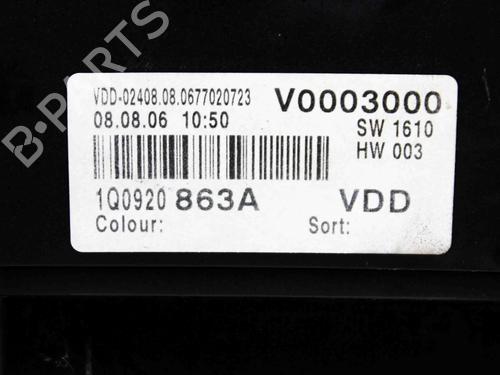 B-PARTS
VDD-02408.08.0677020723 V0003000
08.08.06 10:50 SW 1610
HW 003
1Q0920 863A VDD
Colour: Sort: